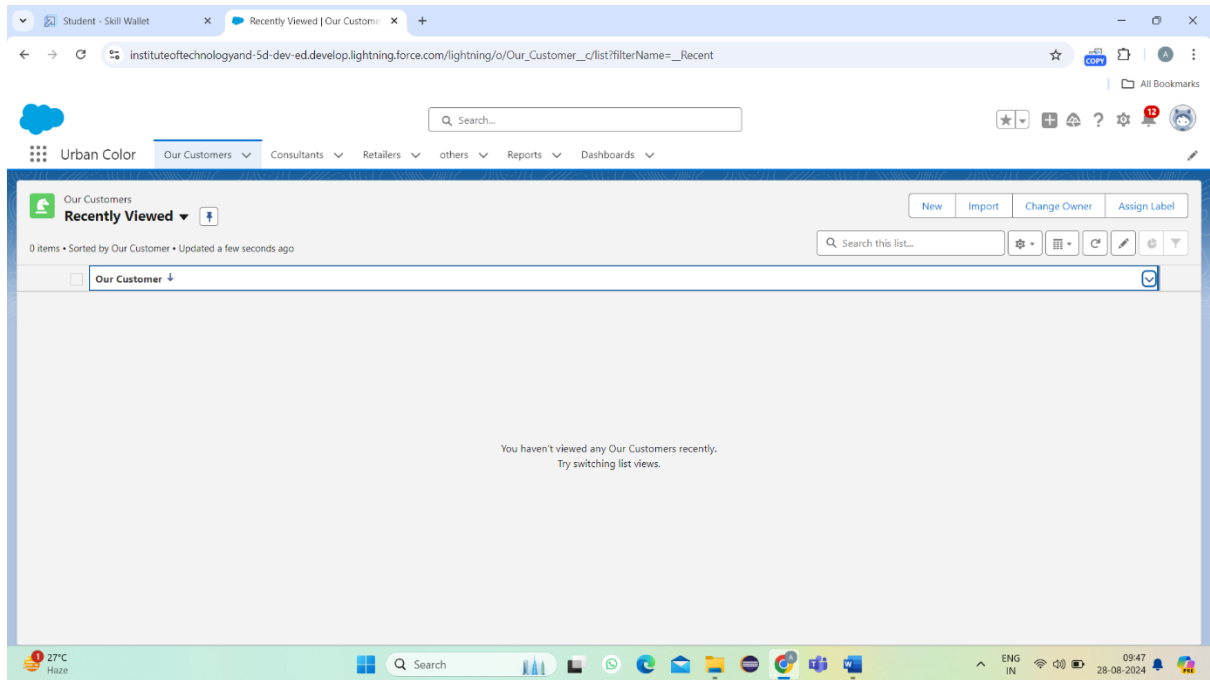 Student - Skill Wallet
Recently Viewed | Our Custome
instituteoftechnologyand-5d-dev-ed.develop.lightning.force.com/lightning/o/Our_Customer__c/list?filterName=__Recent
COPY
A
All Bookmarks
Search...
12
Urban Color
Our Customers
Consultants
Retailers
others
Reports
Dashboards
Our Customers
Recently Viewed
New
Import
Change Owner
Assign Label
0 items • Sorted by Our Customer • Updated a few seconds ago
Search this list...
Our Customer
You haven't viewed any Our Customers recently.
Try switching list views.
1
27°C
Haze
Search
ENG
IN
09:47
28-08-2024
PRE